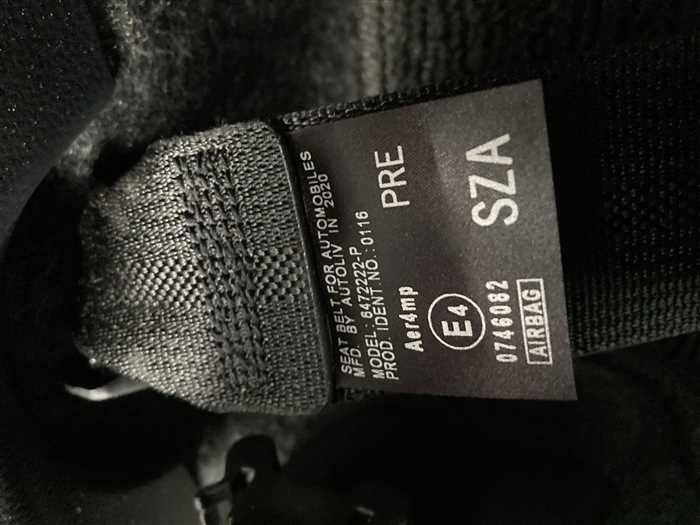 SEAT BELT FOR AUTOMOBILES
MFD. BY AUTOLIV IN 2020
MODEL: 8472222-P
PROD. IDENT.NO.: 0116
Aer4mp PRE
E4
0746082 SZA
AIRBAG